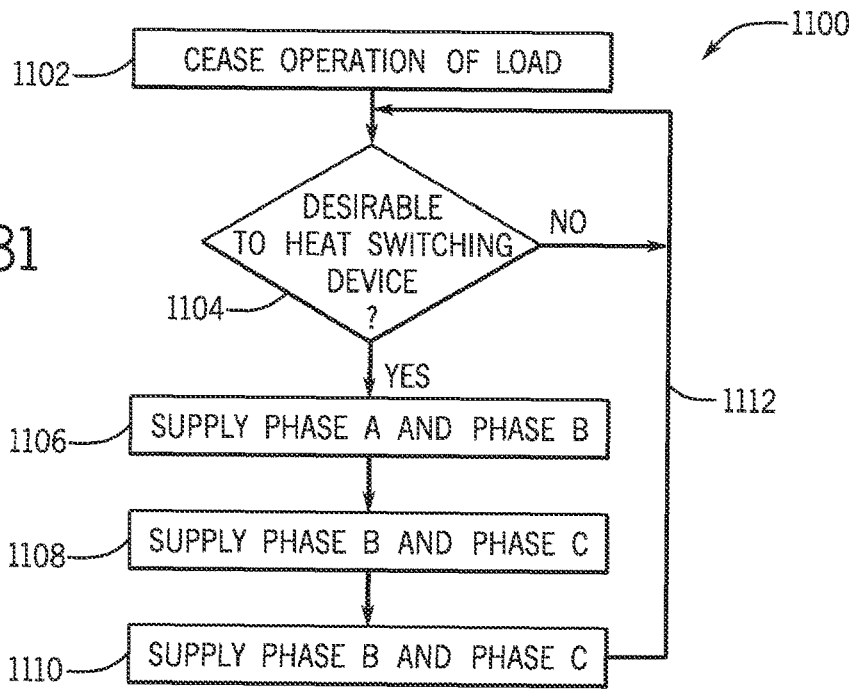 1100
1102
CEASE OPERATION OF LOAD
81
DESIRABLE
TO HEAT SWITCHING
DEVICE
?
NO
1104
YES
1112
1106
SUPPLY PHASE A AND PHASE B
1108
SUPPLY PHASE B AND PHASE C
1110
SUPPLY PHASE B AND PHASE C